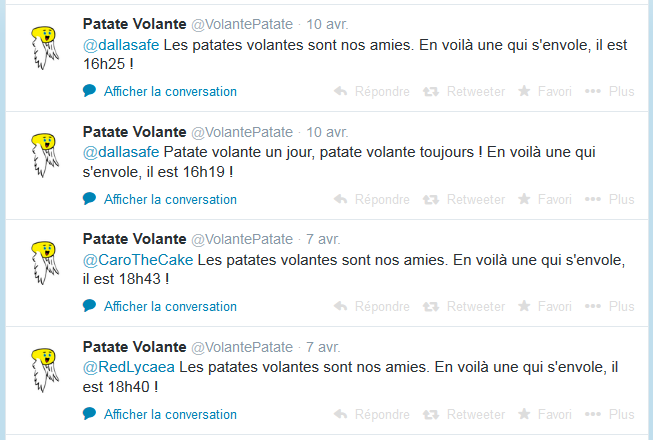 Patate Volante @VolantePatate · 10 avr.
@dallasafe Les patates volantes sont nos amies. En voilà une qui s'envole, il est
16h25 !
Afficher la conversation Répondre Retweeter Favori Plus
Patate Volante @VolantePatate · 10 avr.
@dallasafe Patate volante un jour, patate volante toujours ! En voilà une qui
s'envole, il est 16h19 !
Afficher la conversation Répondre Retweeter Favori Plus
Patate Volante @VolantePatate · 7 avr.
@CaroTheCake Les patates volantes sont nos amies. En voilà une qui s'envole,
il est 18h43 !
Afficher la conversation Répondre Retweeter Favori Plus
Patate Volante @VolantePatate · 7 avr.
@RedLycaea Les patates volantes sont nos amies. En voilà une qui s'envole, il
est 18h40 !
Afficher la conversation Répondre Retweeter Favori Plus